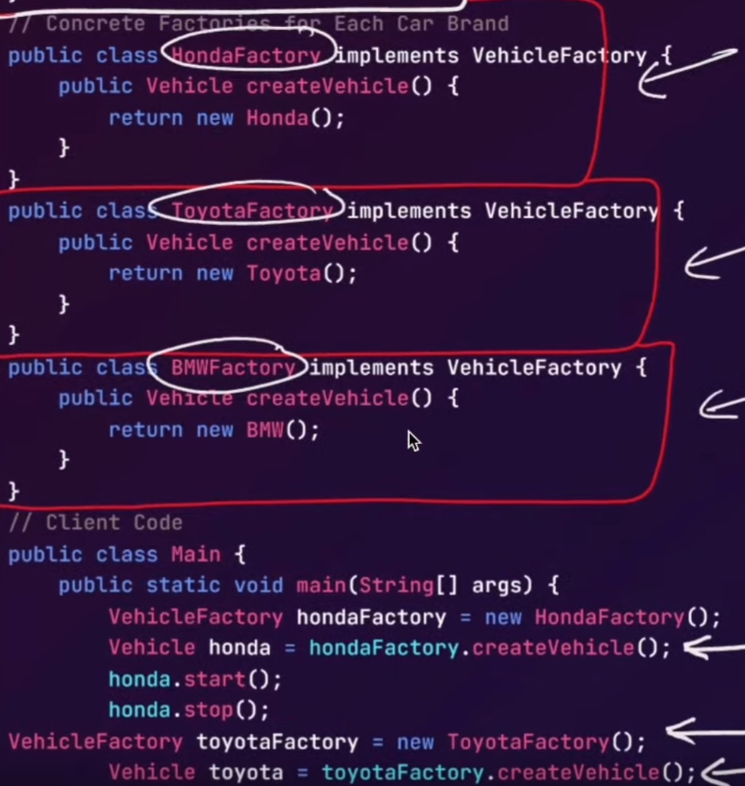 // Concrete Factories for Each Car Brand
public class HondaFactory implements VehicleFactory {
public Vehicle createVehicle() {
return new Honda();
}
}
public class ToyotaFactory implements VehicleFactory {
public Vehicle createVehicle() {
return new Toyota();
}
}
public class BMWFactory implements VehicleFactory {
public Vehicle createVehicle() {
return new BMW();
}
}
// Client Code
public class Main {
public static void main(String[] args) {
VehicleFactory hondaFactory = new HondaFactory();
Vehicle honda = hondaFactory.createVehicle();
honda.start();
honda.stop();
VehicleFactory toyotaFactory = new ToyotaFactory();
Vehicle toyota = toyotaFactory.createVehicle();